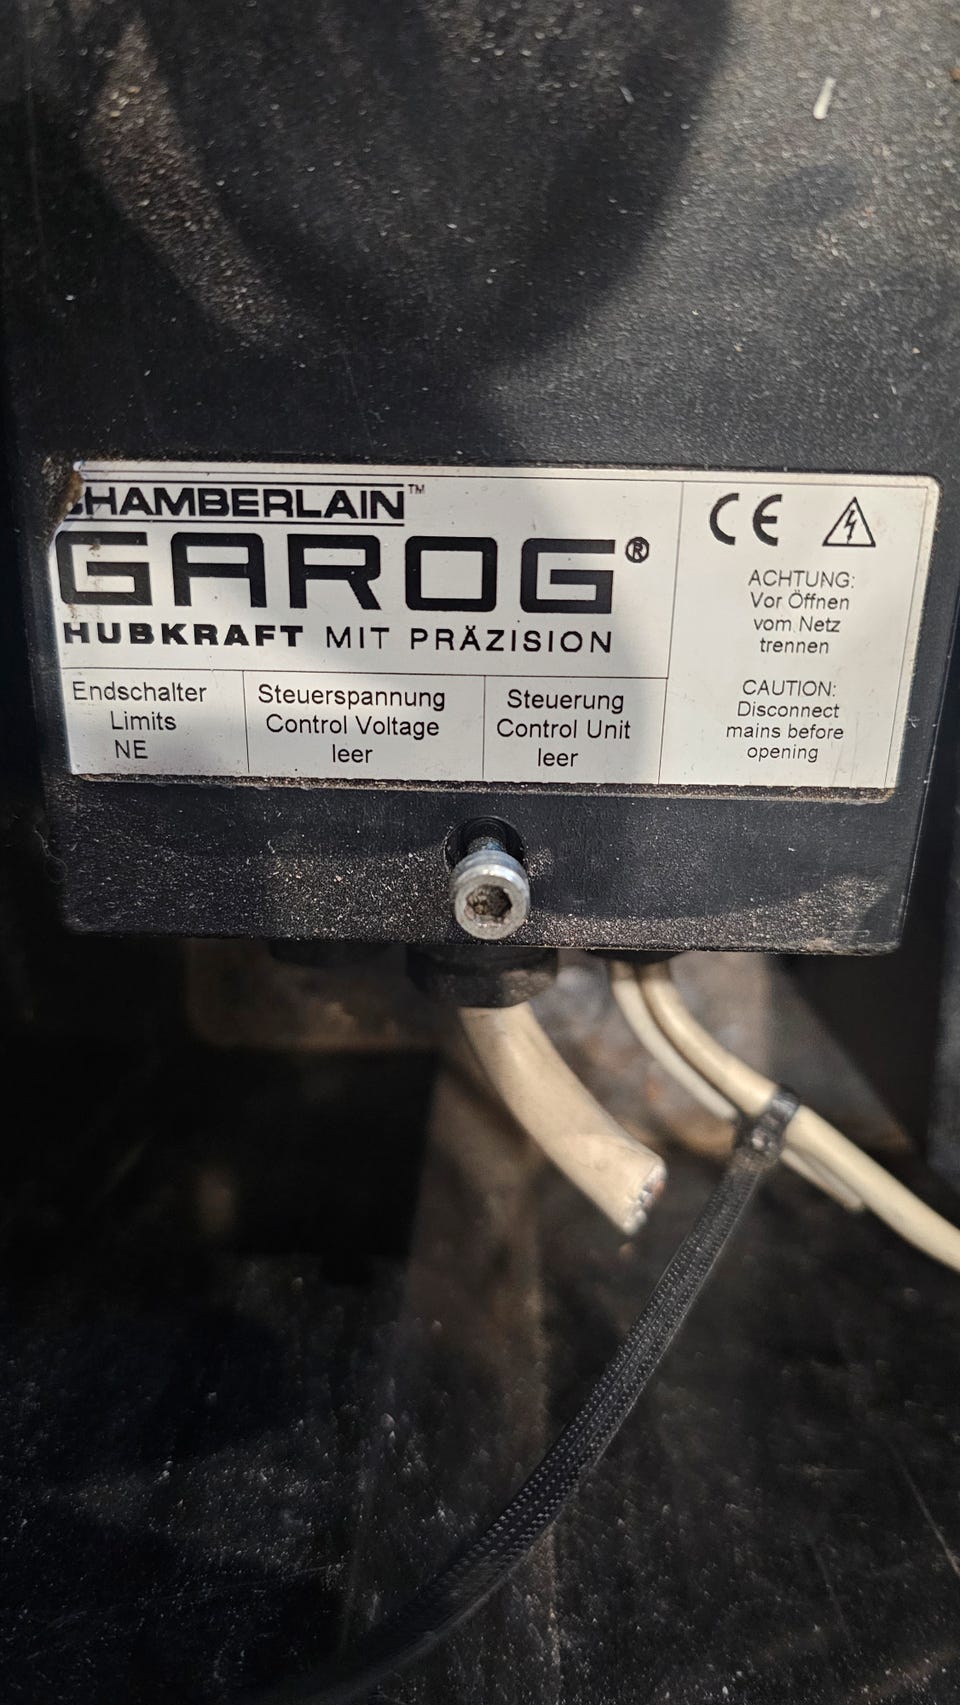 CHAMBERLAIN™
GAROG®
HUBKRAFT MIT PRÄZISION
Endschalter
Limits
NE
Steuerspannung
Control Voltage
leer
Steuerung
Control Unit
leer
CE
ACHTUNG:
Vor Öffnen
vom Netz
trennen
CAUTION:
Disconnect
mains before
opening